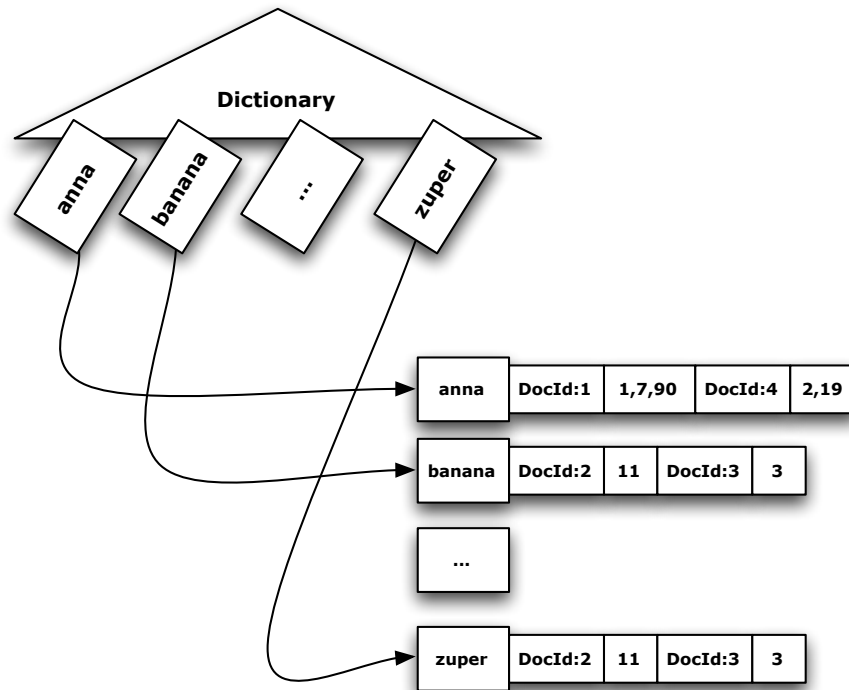 Dictionary
anna
banana
...
zuper
anna DocId:1 1,7,90 DocId:4 2,19
banana DocId:2 11 DocId:3 3
...
zuper DocId:2 11 DocId:3 3